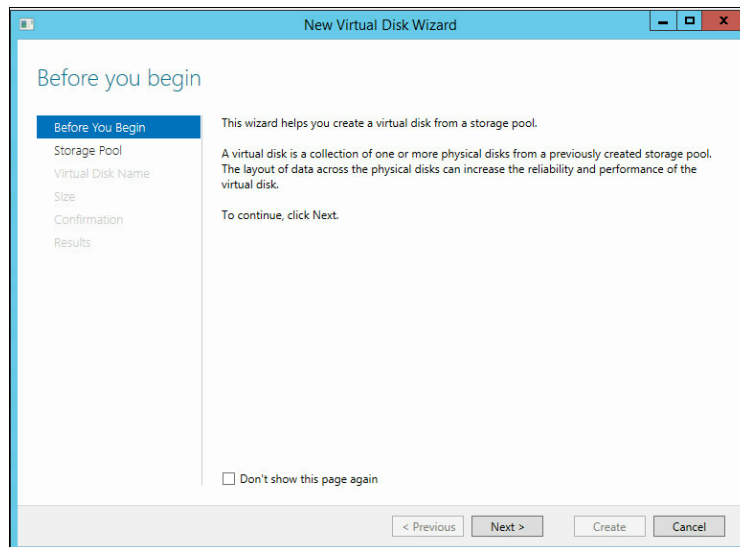 New Virtual Disk Wizard
Before you begin
Before You Begin
Storage Pool
Virtual Disk Name
Size
Confirmation
Results
This wizard helps you create a virtual disk from a storage pool.
A virtual disk is a collection of one or more physical disks from a previously created storage pool.
The layout of data across the physical disks can increase the reliability and performance of the
virtual disk.
To continue, click Next.
Don't show this page again
< Previous
Next >
Create
Cancel